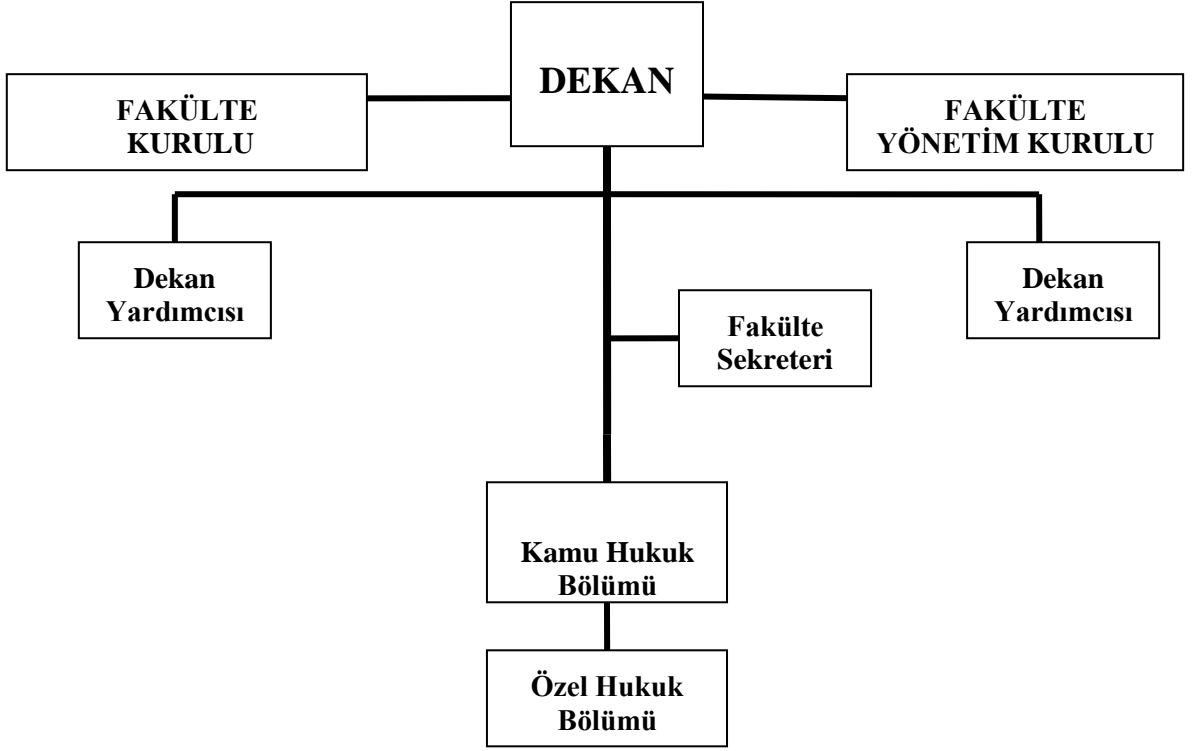 DEKAN
FAKÜLTE
KURULU
FAKÜLTE
YÖNETİM KURULU
Dekan
Yardımcısı
Dekan
Yardımcısı
Fakülte
Sekreteri
Kamu Hukuk
Bölümü
Özel Hukuk
Bölümü